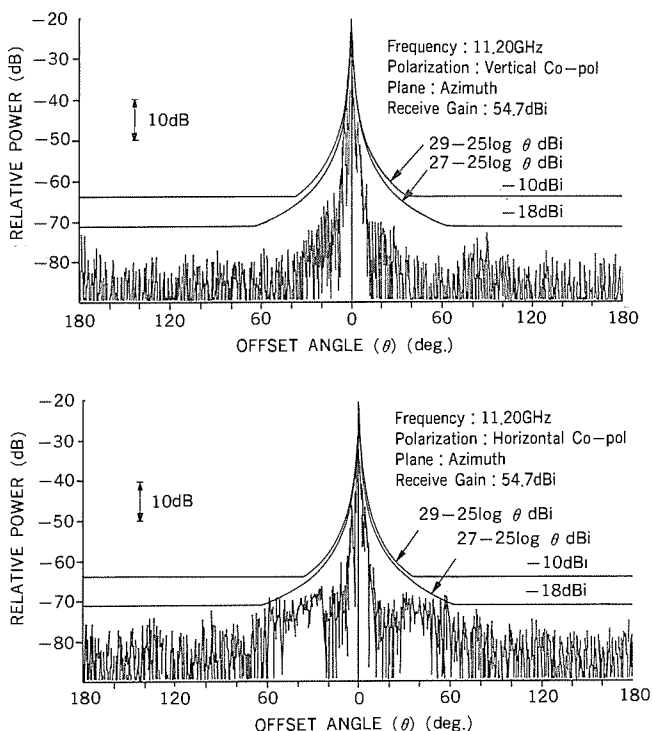 −20
−30
−40
−50
−60
−70
−80
RELATIVE POWER (dB)
10dB
Frequency : 11.20GHz
Polarization : Vertical Co−pol
Plane : Azimuth
Receive Gain : 54.7dBi
29−25log θ dBi
27−25log θ dBi
−10dBi
−18dBi
180 120 60 0 60 120 180
OFFSET ANGLE (θ) (deg.)
−20
−30
−40
−50
−60
−70
−80
RELATIVE POWER (dB)
10dB
Frequency : 11.20GHz
Polarization : Horizontal Co−pol
Plane : Azimuth
Receive Gain : 54.7dBi
29−25log θ dBi
27−25log θ dBi
−10dBi
−18dBi
180 120 60 0 60 120 180
OFFSET ANGLE (θ) (deg.)